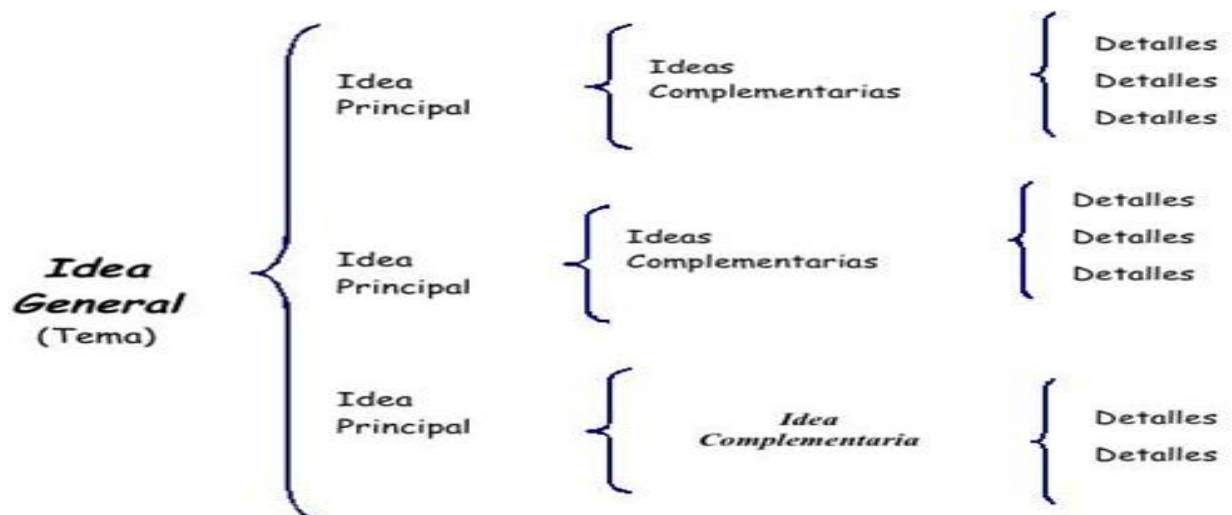 Idea
General
(Tema)
Idea
Principal
Ideas
Complementarias
Detalles
Detalles
Detalles
Idea
Principal
Ideas
Complementarias
Detalles
Detalles
Detalles
Idea
Principal
Idea
Complementaria
Detalles
Detalles